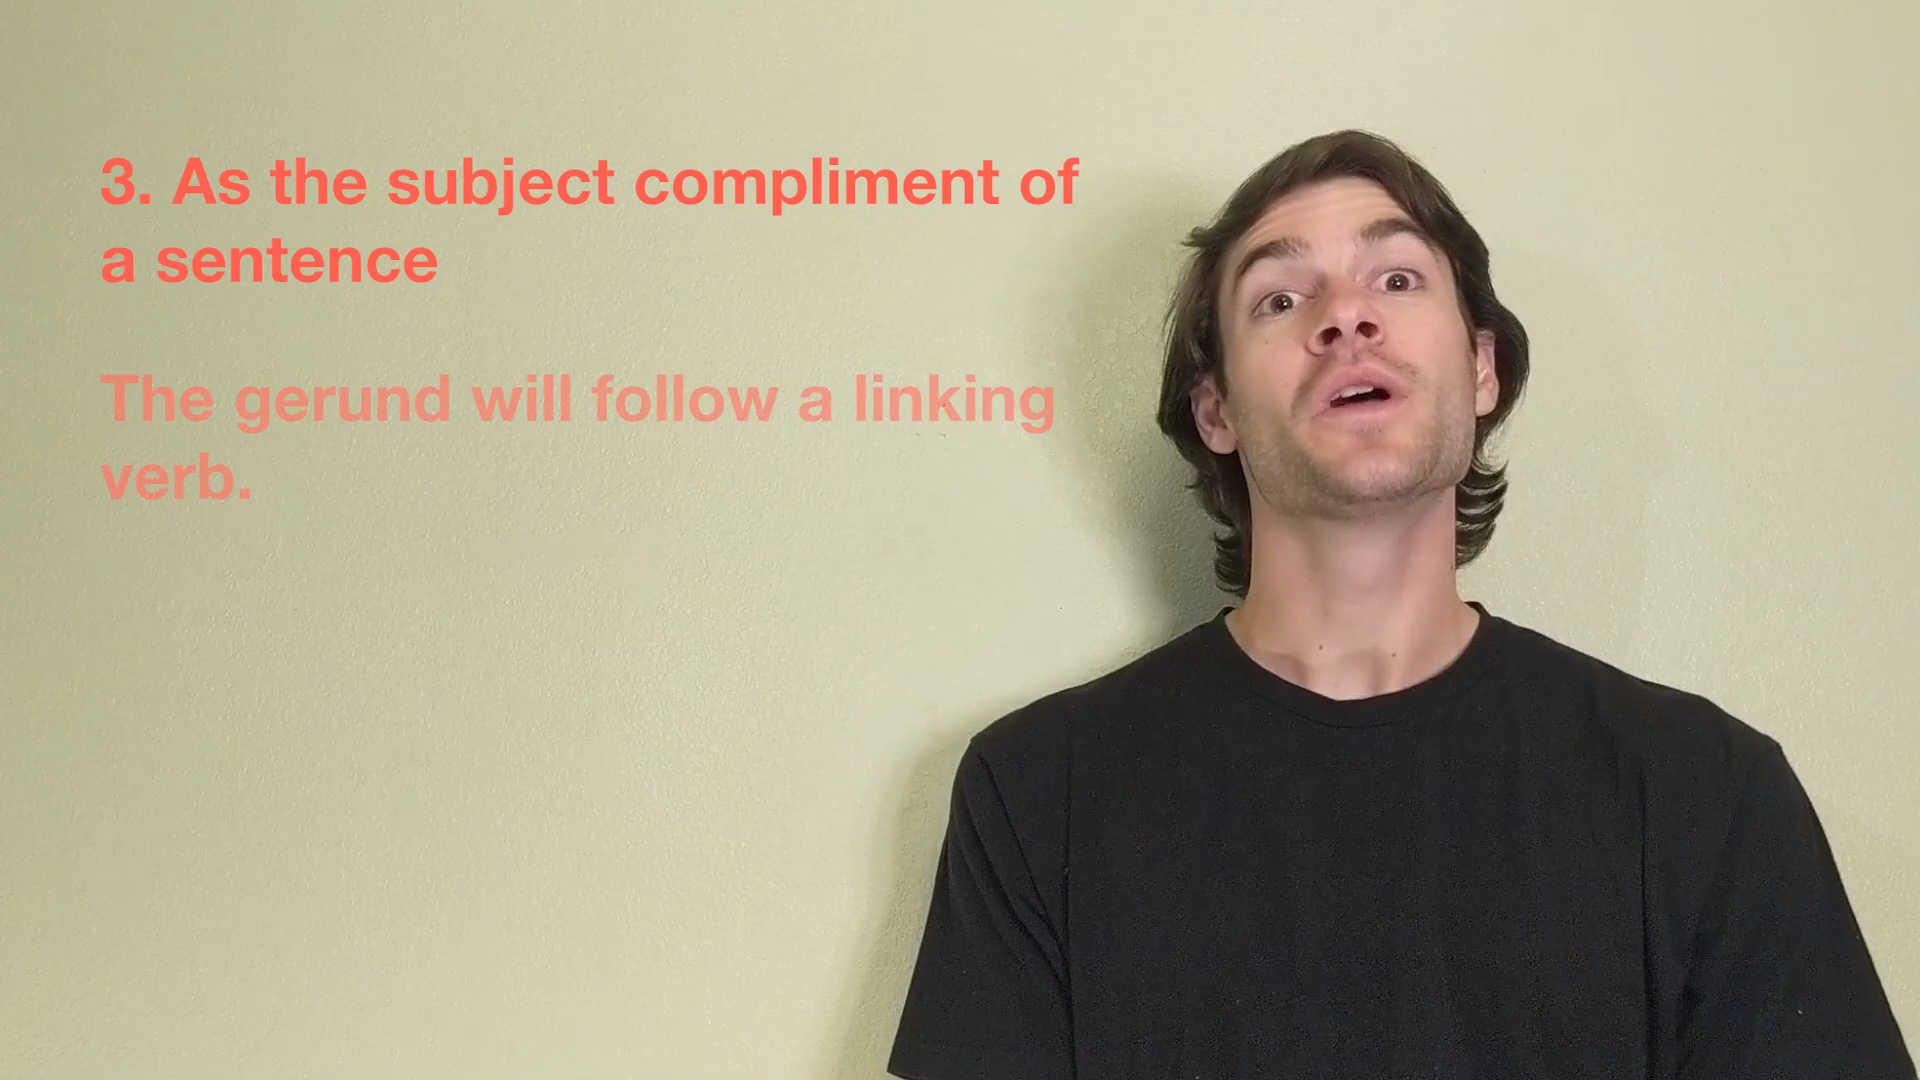 3. As the subject compliment of
a sentence
The gerund will follow a linking
verb.